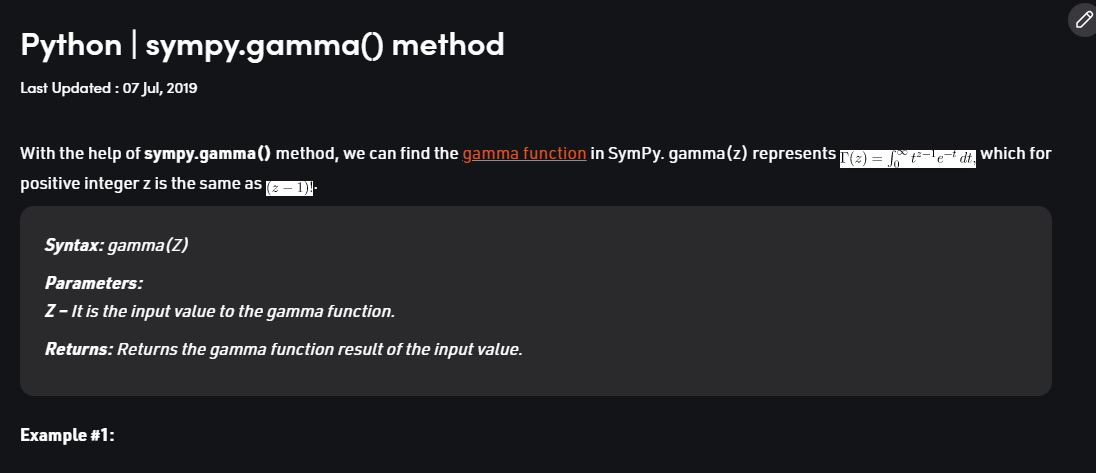 Python | sympy.gamma() method
Last Updated : 07 Jul, 2019
With the help of sympy.gamma() method, we can find the gamma function in SymPy. gamma(z) represents Γ(z) = ∫₀^∞ t^{z−1}e^{−t} dt, which for
positive integer z is the same as (z − 1)!.
Syntax: gamma(Z)
Parameters:
Z – It is the input value to the gamma function.
Returns: Returns the gamma function result of the input value.
Example #1: